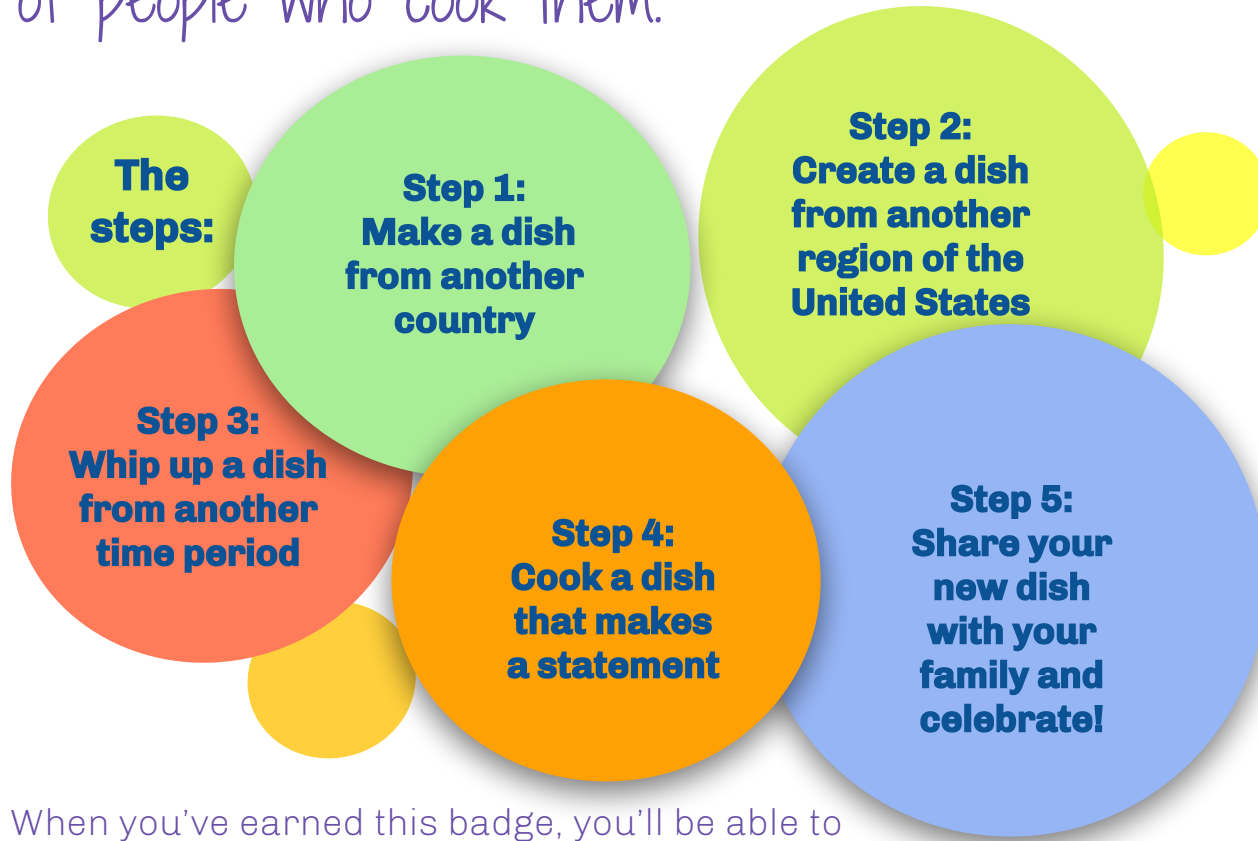 of people who cook them.
The
steps:
Step 1:
Make a dish
from another
country
Step 2:
Create a dish
from another
region of the
United States
Step 3:
Whip up a dish
from another
time period
Step 4:
Cook a dish
that makes
a statement
Step 5:
Share your
new dish
with your
family and
celebrate!
When you've earned this badge, you'll be able to